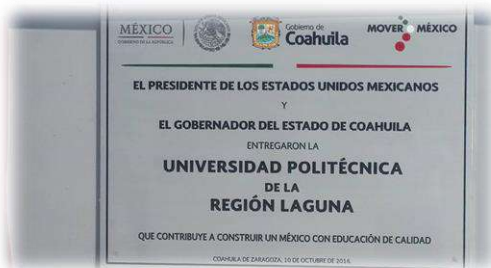 MÉXICO
GOBIERNO DE LA REPÚBLICA
Gobierno de
Coahuila
MOVER MÉXICO
EL PRESIDENTE DE LOS ESTADOS UNIDOS MEXICANOS
Y
EL GOBERNADOR DEL ESTADO DE COAHUILA
ENTREGARON LA
UNIVERSIDAD POLITÉCNICA
DE LA
REGIÓN LAGUNA
QUE CONTRIBUYE A CONSTRUIR UN MÉXICO CON EDUCACIÓN DE CALIDAD
COAHUILA DE ZARAGOZA, 10 DE OCTUBRE DE 2014.